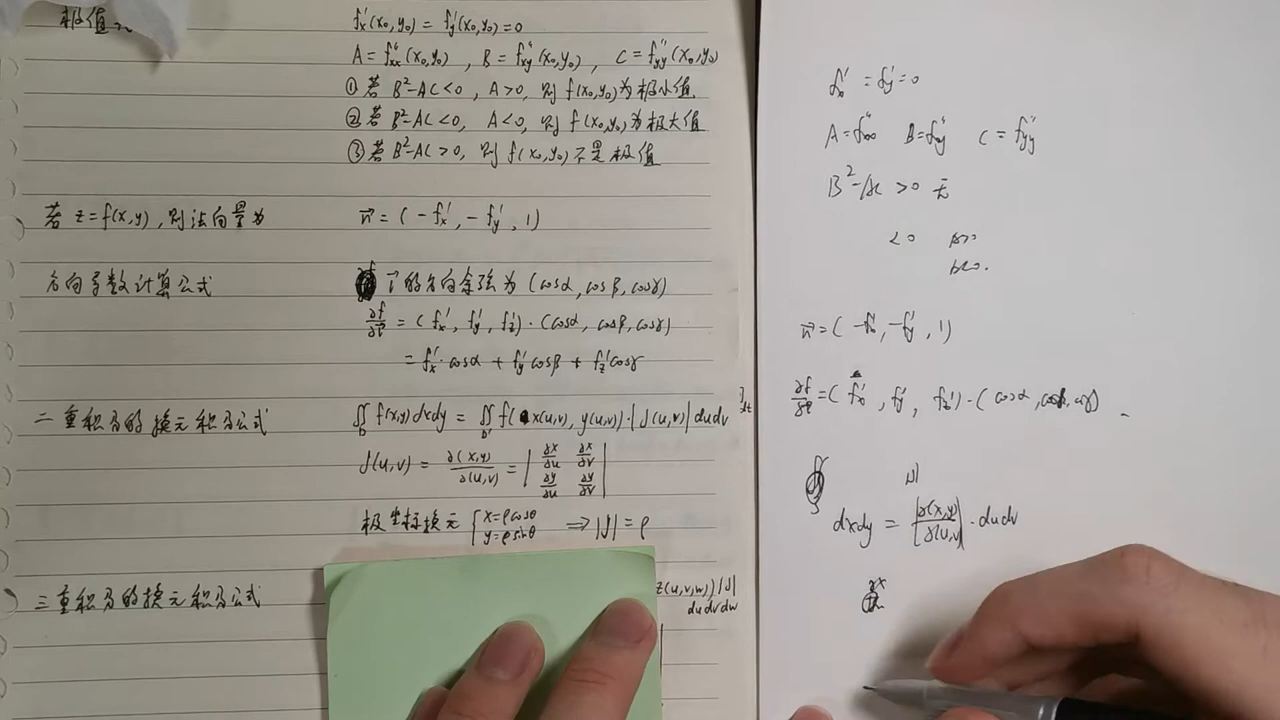 极值
f'x(x₀,y₀) = f'y(x₀,y₀) = 0
A = f''xx(x₀,y₀) , B = f''xy(x₀,y₀) , C = f''yy(x₀,y₀)
①若 B²-AC<0 , A>0, 则 f(x₀,y₀)为极小值.
②若 B²-AC<0, A<0, 则 f(x₀,y₀)为极大值
③若 B²-AC>0, 则 f(x₀,y₀)不是极值
若 z=f(x,y) ,则法向量为 n⃗ = (-f'x , -f'y , 1)
方向导数计算公式 l⃗的方向余弦为 (cosα, cosβ, cosγ)
∂f/∂l⃗ = (f'x, f'y, f'z)·(cosα, cosβ, cosγ)
= f'x·cosα + f'y cosβ + f'z cosγ
二重积分的换元积分公式 ∬_D f(x,y)dxdy = ∬_D' f(x(u,v), y(u,v))·|J(u,v)|dudv
J(u,v) = ∂(x,y)/∂(u,v) = | ∂x/∂u ∂x/∂v ∂y/∂u ∂y/∂v |
极坐标换元 { x=ρcosθ y=ρsinθ ⇒|J|=ρ
三重积分的换元积分公式 z(u,v,w))|J|
dudvdw
f'x = f'y = 0
A=f''xx B=f''xy C=f''yy
B²-AC >0 无
<0 A>0
A<0.
n⃗=(-f'x, -f'y, 1)
∂f/∂l=(f'x, f'y, f'z)·(cosα, cosβ, cosγ)
|J|
dxdy = |∂(x,y)/∂(u,v)|·dudv
∂x